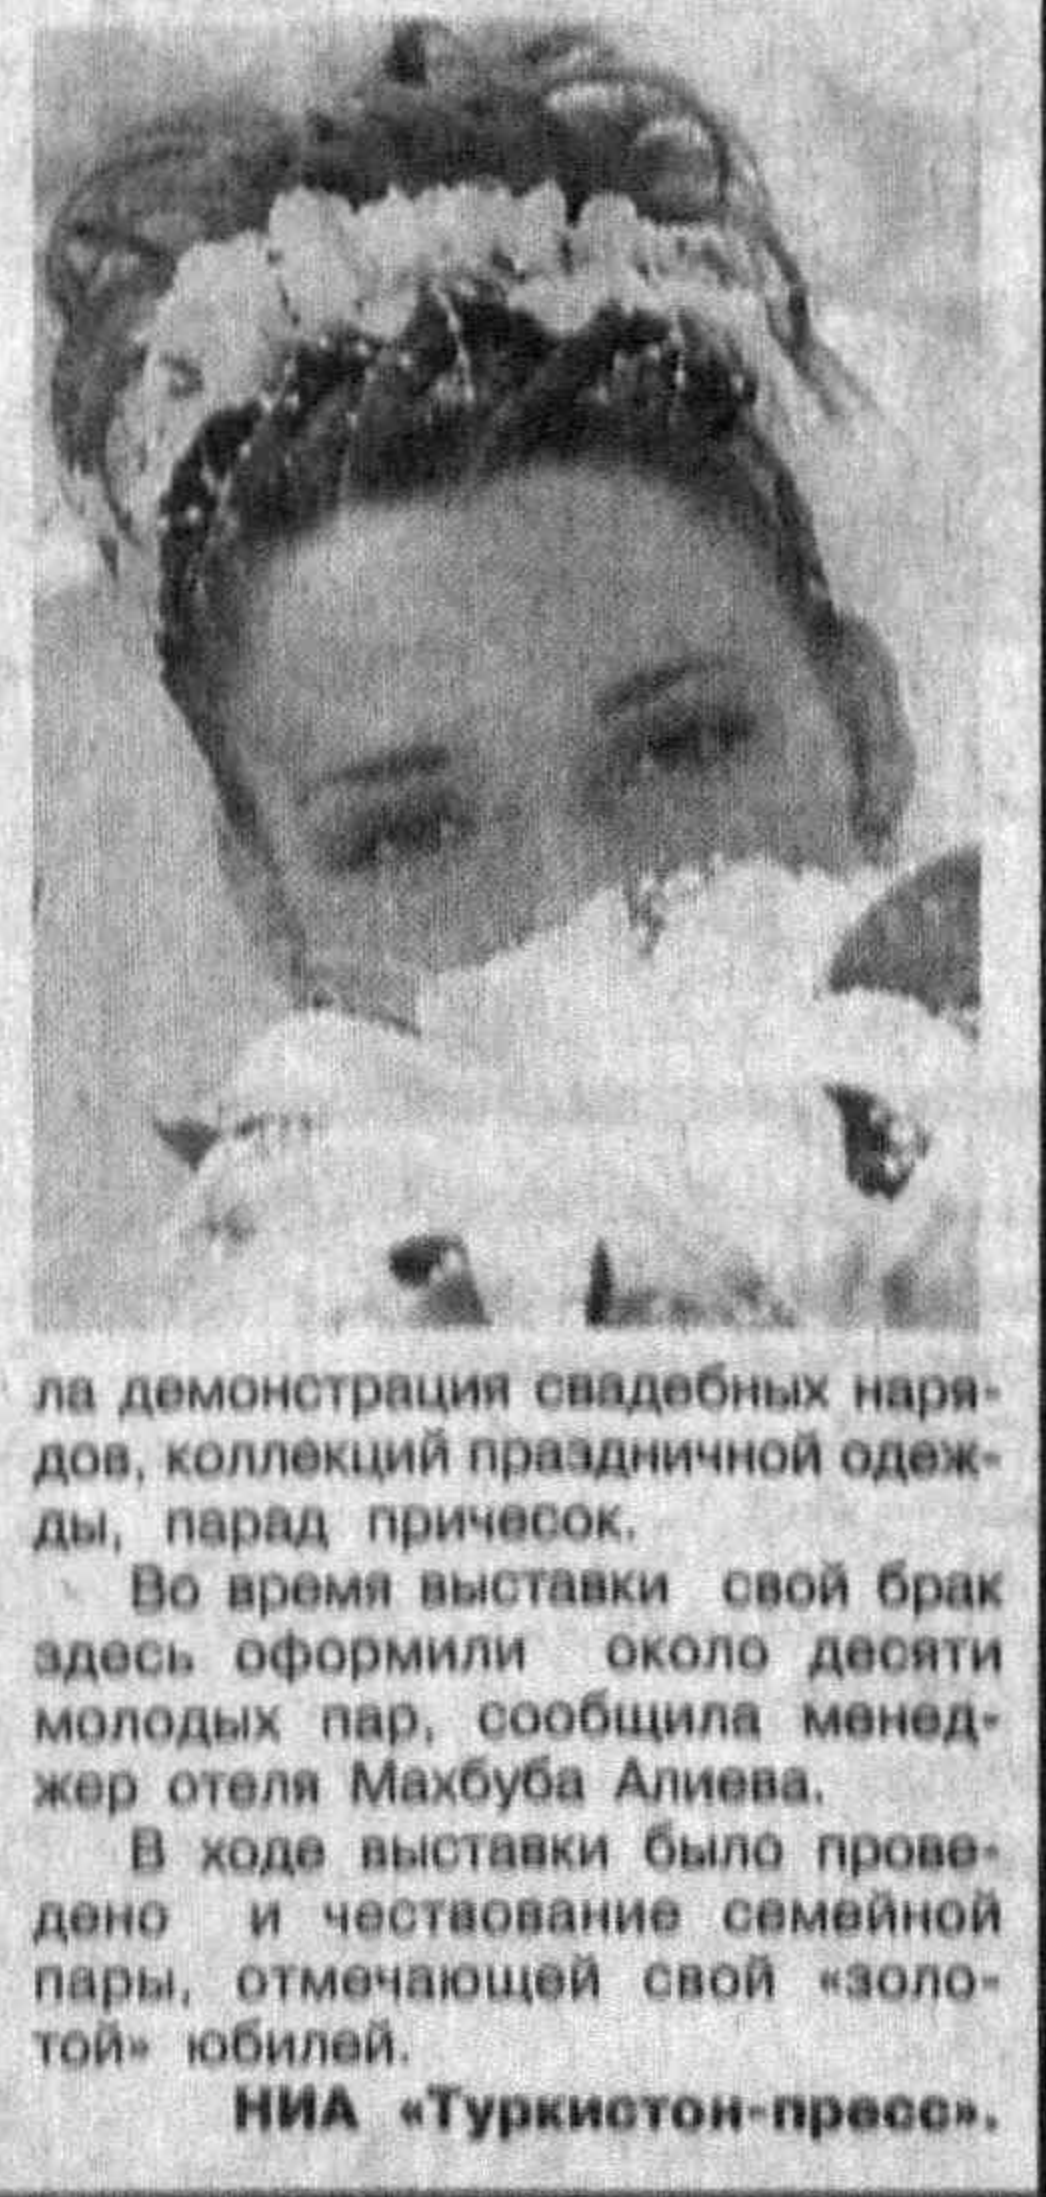 ла демонстрация свадебных наря-
дов, коллекций праздничной одеж-
ды, парад причесок.
Во время выставки свой брак
здесь оформили около десяти
молодых пар, сообщила менед-
жер отеля Махбуба Алиева.
В ходе выставки было прове-
дено и чествование семейной
пары, отмечающей свой «золо-
той» юбилей.
НИА «Туркистон-пресс».